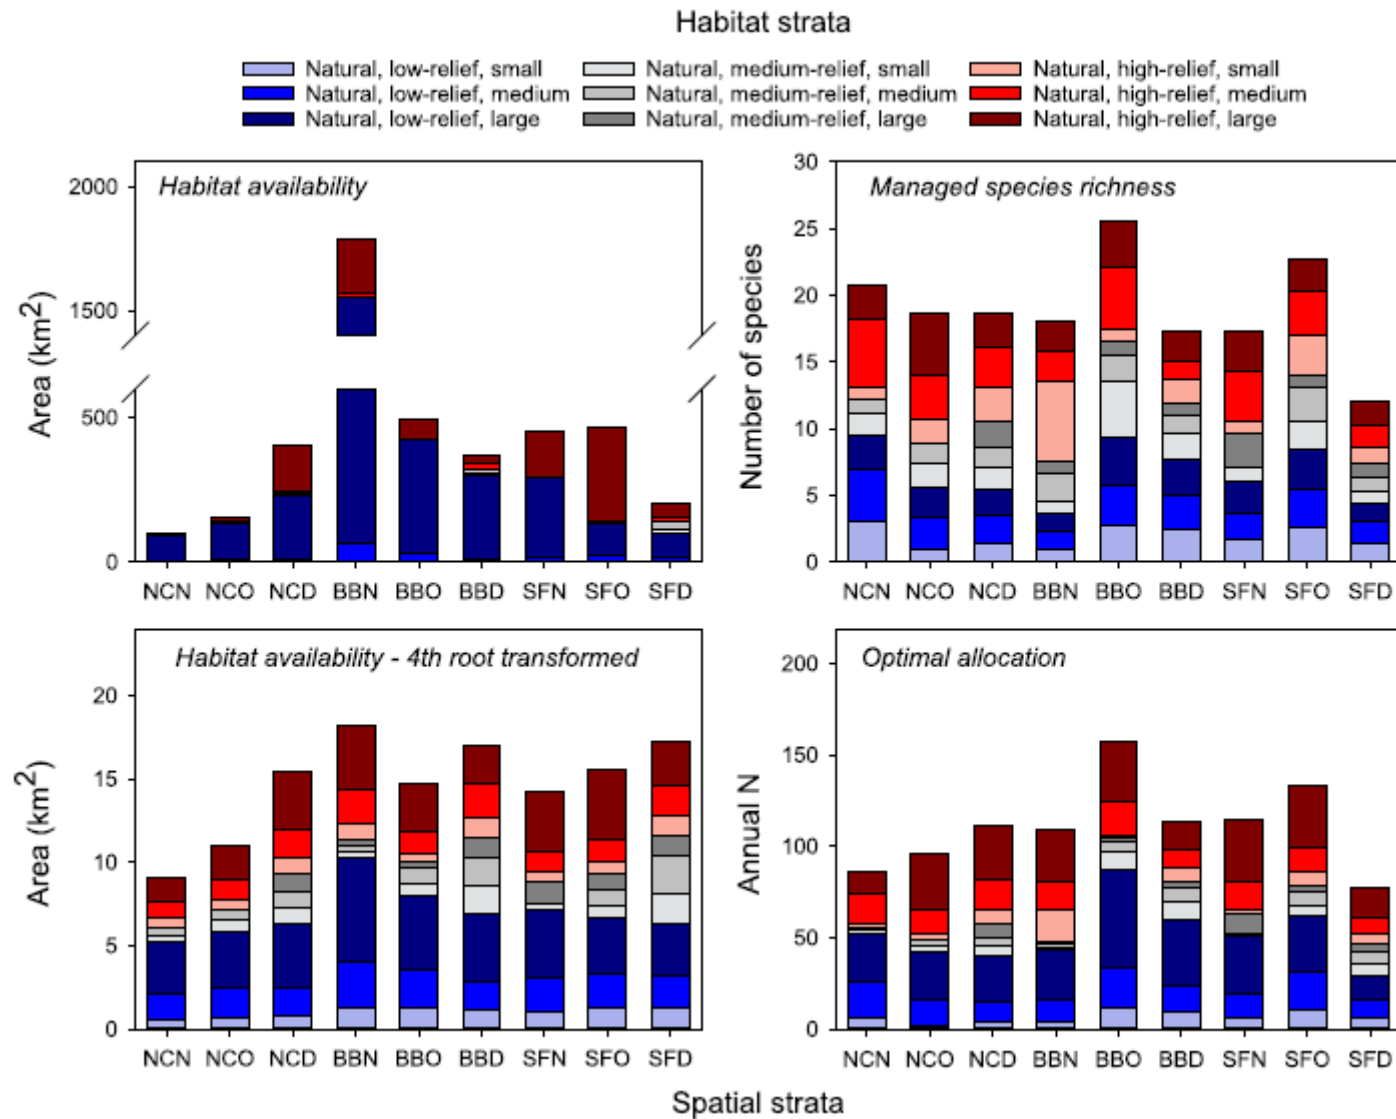 Habitat strata
Natural, low-relief, small Natural, medium-relief, small Natural, high-relief, small
Natural, low-relief, medium Natural, medium-relief, medium Natural, high-relief, medium
Natural, low-relief, large Natural, medium-relief, large Natural, high-relief, large
Habitat availability
Area (km2)
2000
1500
500
0
NCN NCO NCD BBN BBO BBD SFN SFO SFD
Managed species richness
Number of species
30
25
20
15
10
5
0
NCN NCO NCD BBN BBO BBD SFN SFO SFD
Habitat availability - 4th root transformed
Area (km2)
20
15
10
5
0
NCN NCO NCD BBN BBO BBD SFN SFO SFD
Optimal allocation
Annual N
200
150
100
50
0
NCN NCO NCD BBN BBO BBD SFN SFO SFD
Spatial strata